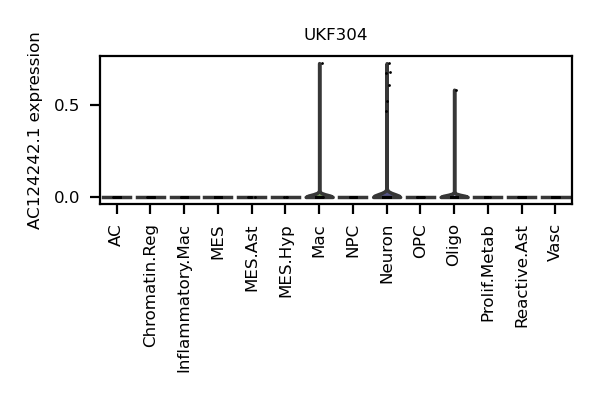 UKF304
AC124242.1 expression
0.5
0.0
AC
Chromatin.Reg
Inflammatory.Mac
MES
MES.Ast
MES.Hyp
Mac
NPC
Neuron
OPC
Oligo
Prolif.Metab
Reactive.Ast
Vasc